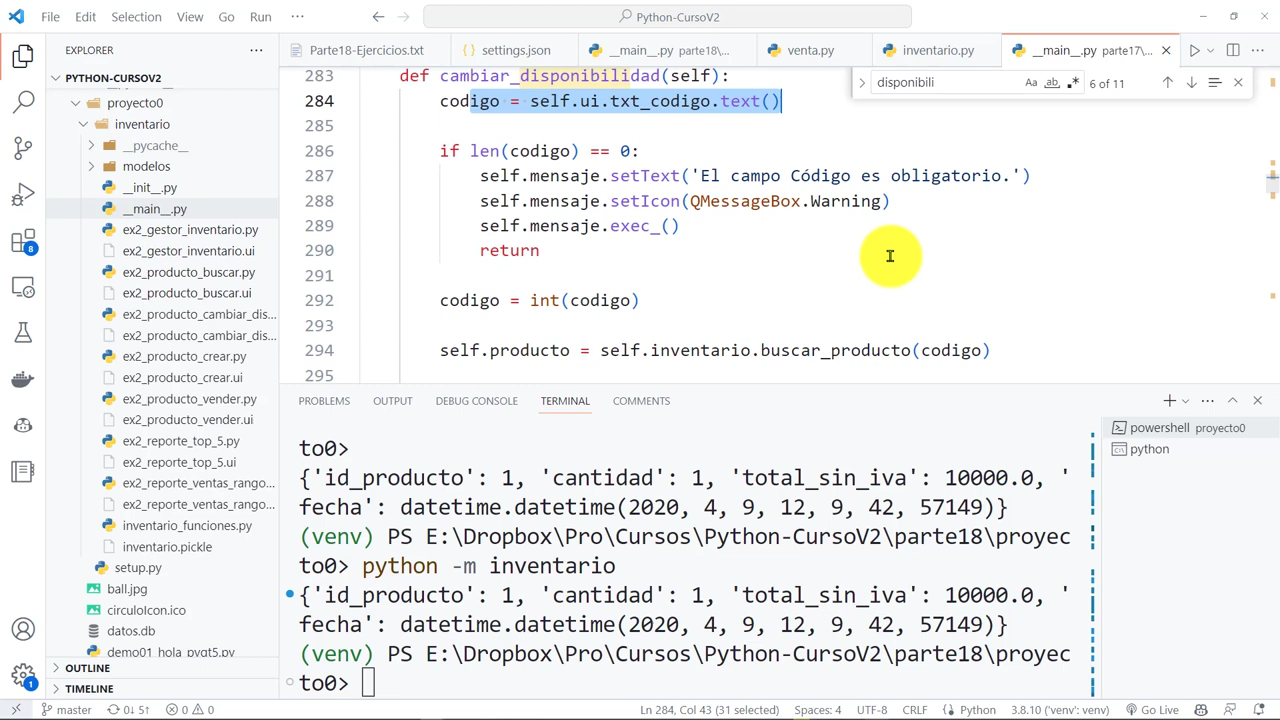 File Edit Selection View Go Run ··· Python-CursoV2
EXPLORER ···
Parte18-Ejercicios.txt settings.json __main__.py parte18\... venta.py inventario.py __main__.py parte17\...
PYTHON-CURSOV2
proyecto0
inventario
__pycache__
modelos
__init__.py
__main__.py
ex2_gestor_inventario.py
ex2_gestor_inventario.ui
ex2_producto_buscar.py
ex2_producto_buscar.ui
ex2_producto_cambiar_dis...
ex2_producto_cambiar_dis...
ex2_producto_crear.py
ex2_producto_crear.ui
ex2_producto_vender.py
ex2_producto_vender.ui
ex2_reporte_top_5.py
ex2_reporte_top_5.ui
ex2_reporte_ventas_rango...
ex2_reporte_ventas_rango...
inventario_funciones.py
inventario.pickle
setup.py
ball.jpg
circuloIcon.ico
datos.db
demo01_hola_pyqt5.py
OUTLINE
TIMELINE
8
1
disponibili Aa ab .* 6 of 11
283 def cambiar_disponibilidad(self):
284 codigo = self.ui.txt_codigo.text()
285
286 if len(codigo) == 0:
287 self.mensaje.setText('El campo Código es obligatorio.')
288 self.mensaje.setIcon(QMessageBox.Warning)
289 self.mensaje.exec_()
290 return
291
292 codigo = int(codigo)
293
294 self.producto = self.inventario.buscar_producto(codigo)
295
PROBLEMS OUTPUT DEBUG CONSOLE TERMINAL COMMENTS
to0>
{'id_producto': 1, 'cantidad': 1, 'total_sin_iva': 10000.0, '
fecha': datetime.datetime(2020, 4, 9, 12, 9, 42, 57149)}
(venv) PS E:\Dropbox\Pro\Cursos\Python-CursoV2\parte18\proyec
to0> python -m inventario
{'id_producto': 1, 'cantidad': 1, 'total_sin_iva': 10000.0, '
fecha': datetime.datetime(2020, 4, 9, 12, 9, 42, 57149)}
(venv) PS E:\Dropbox\Pro\Cursos\Python-CursoV2\parte18\proyec
to0>
powershell proyecto0
python
master 0↓ 5↑ 0 0 Ln 284, Col 43 (31 selected) Spaces: 4 UTF-8 CRLF Python 3.8.10 ('venv': venv) Go Live